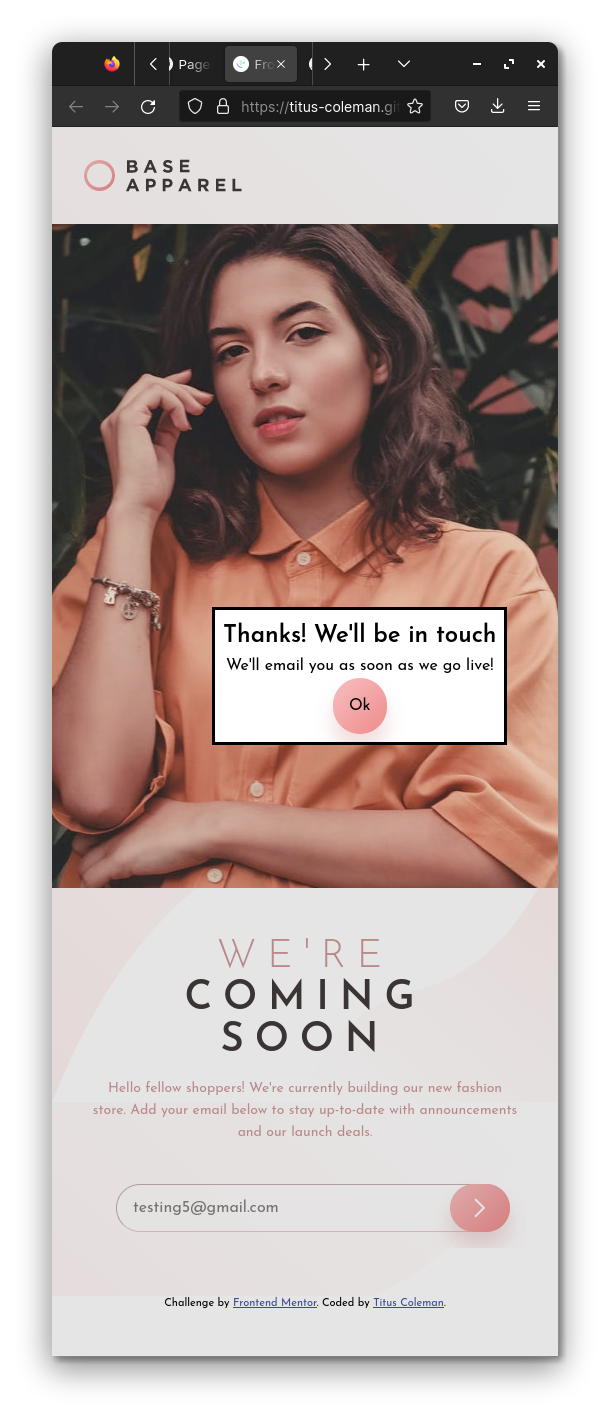 Page
Fro
https://titus-coleman.git
BASE
APPAREL
Thanks! We'll be in touch
We'll email you as soon as we go live!
Ok
WE'RE
COMING
SOON
Hello fellow shoppers! We're currently building our new fashion
store. Add your email below to stay up-to-date with announcements
and our launch deals.
testing5@gmail.com
Challenge by Frontend Mentor. Coded by Titus Coleman.